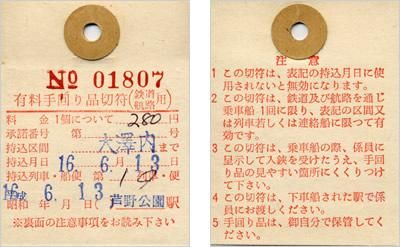 No 01807
有料手回り品切符(鉄道航路用)
料金1個について 280 円
承諾番号 第 号
持込区間 大澤内 まで
持込月日 16. 6. 13
持込列車・船便 第 1 便
平成 16. 6. 13
昭和 年 月 日 芦野公園駅
※裏面の注意事項をお読み下さい
注意
1 この切符は、表記の持込月日に使
用されないと無効になります。
2 この切符は、鉄道及び航路を通じ
乗車船1回に限り、表記の区間又
は列車若しくは連絡船に限つて有
効です。
3 この切符は、乗車船の際、係員に
呈示して入鋏を受けたうえ、手回
り品の見やすい箇所にくくりつけ
て下さい。
4 この切符は、下車船された駅で係
員にお渡しください。
5 手回り品は、御自分で保管してく
ださい。